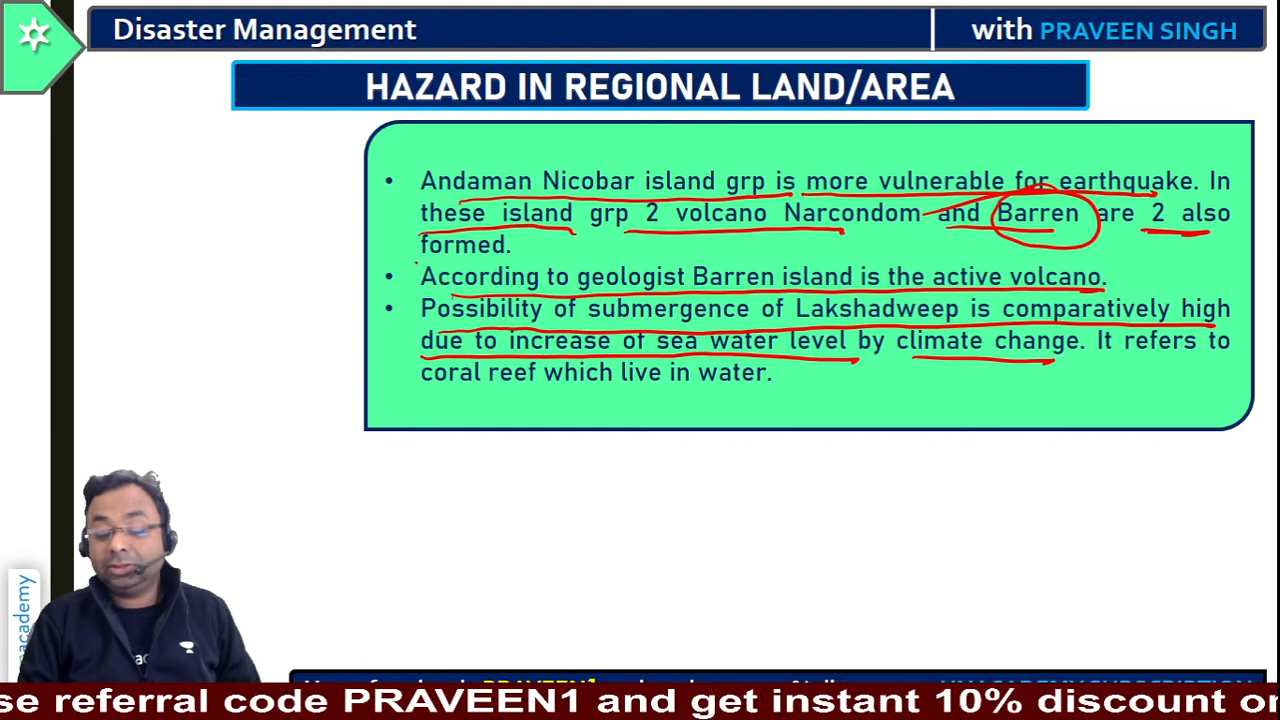 Disaster Management
with PRAVEEN SINGH
HAZARD IN REGIONAL LAND/AREA
• Andaman Nicobar island grp is more vulnerable for earthquake. In
these island grp 2 volcano Narcondom and Barren are 2 also
formed.
• According to geologist Barren island is the active volcano.
• Possibility of submergence of Lakshadweep is comparatively high
due to increase of sea water level by climate change. It refers to
coral reef which live in water.
academy
se referral code PRAVEEN1 and get instant 10% discount or